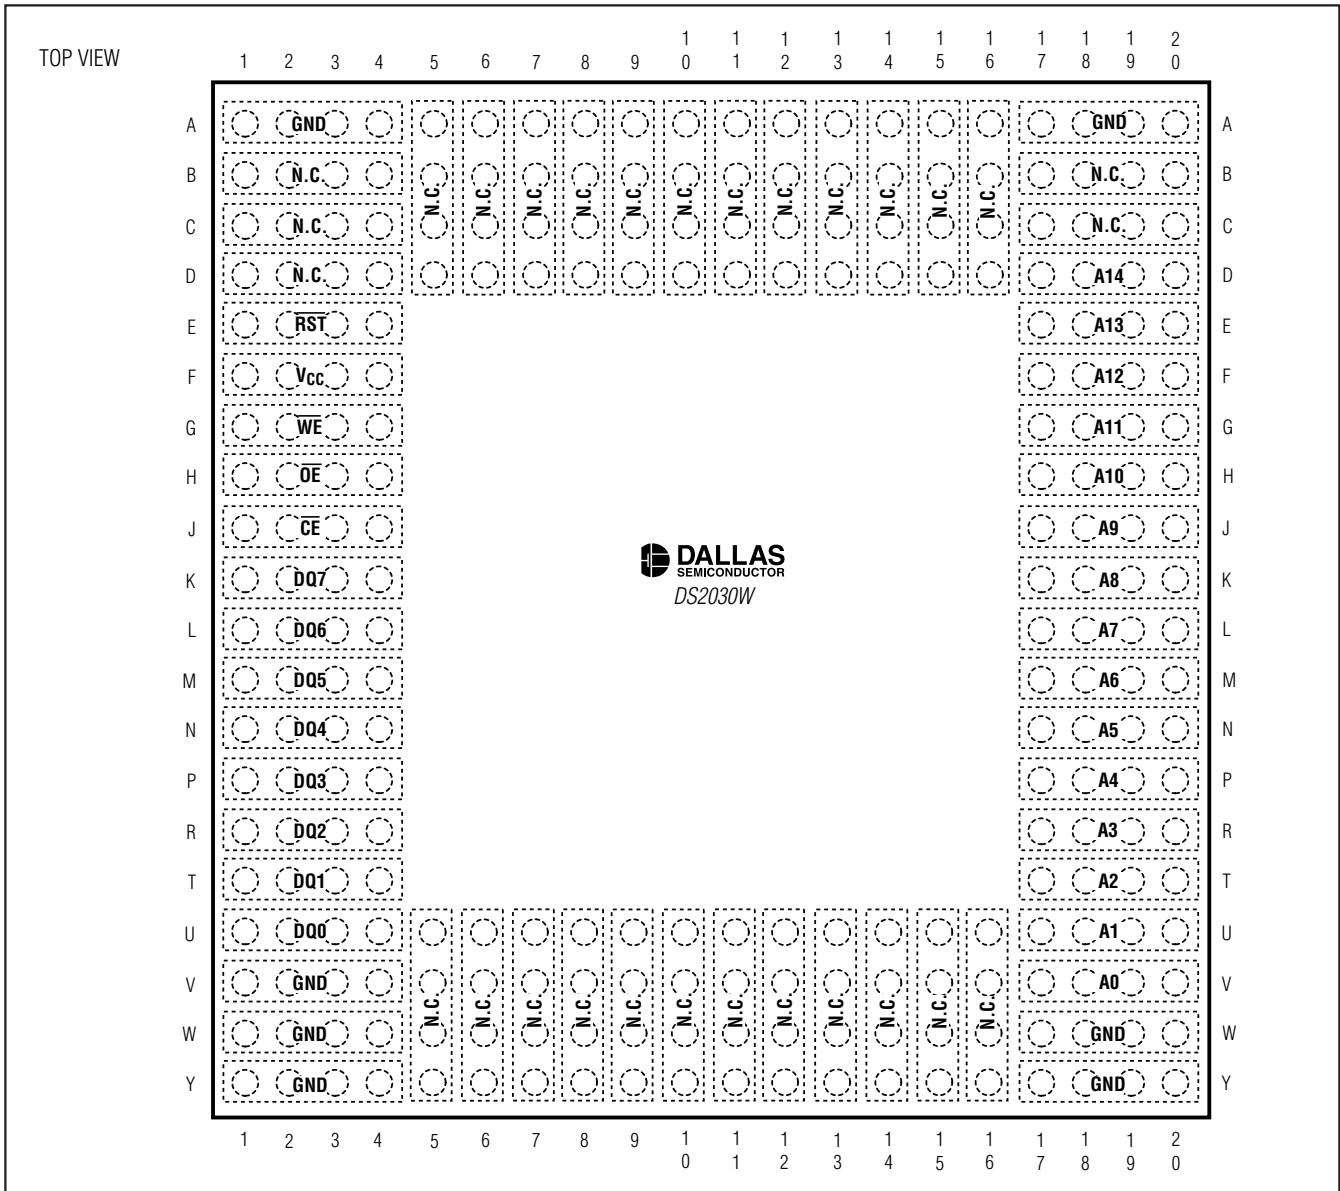 TOP VIEW
1 2 3 4 5 6 7 8 9 10 11 12 13 14 15 16 17 18 19 20
A GND GND A
B N.C. N.C. B
N.C. N.C. N.C. N.C. N.C. N.C. N.C. N.C. N.C. N.C. N.C. N.C.
C N.C. N.C. C
D N.C. A14 D
E RST A13 E
F VCC A12 F
G WE A11 G
H OE A10 H
J CE A9 J
DALLAS
SEMICONDUCTOR
DS2030W
K DQ7 A8 K
L DQ6 A7 L
M DQ5 A6 M
N DQ4 A5 N
P DQ3 A4 P
R DQ2 A3 R
T DQ1 A2 T
U DQ0 A1 U
V GND A0 V
N.C. N.C. N.C. N.C. N.C. N.C. N.C. N.C. N.C. N.C. N.C. N.C.
W GND GND W
Y GND GND Y
1 2 3 4 5 6 7 8 9 10 11 12 13 14 15 16 17 18 19 20